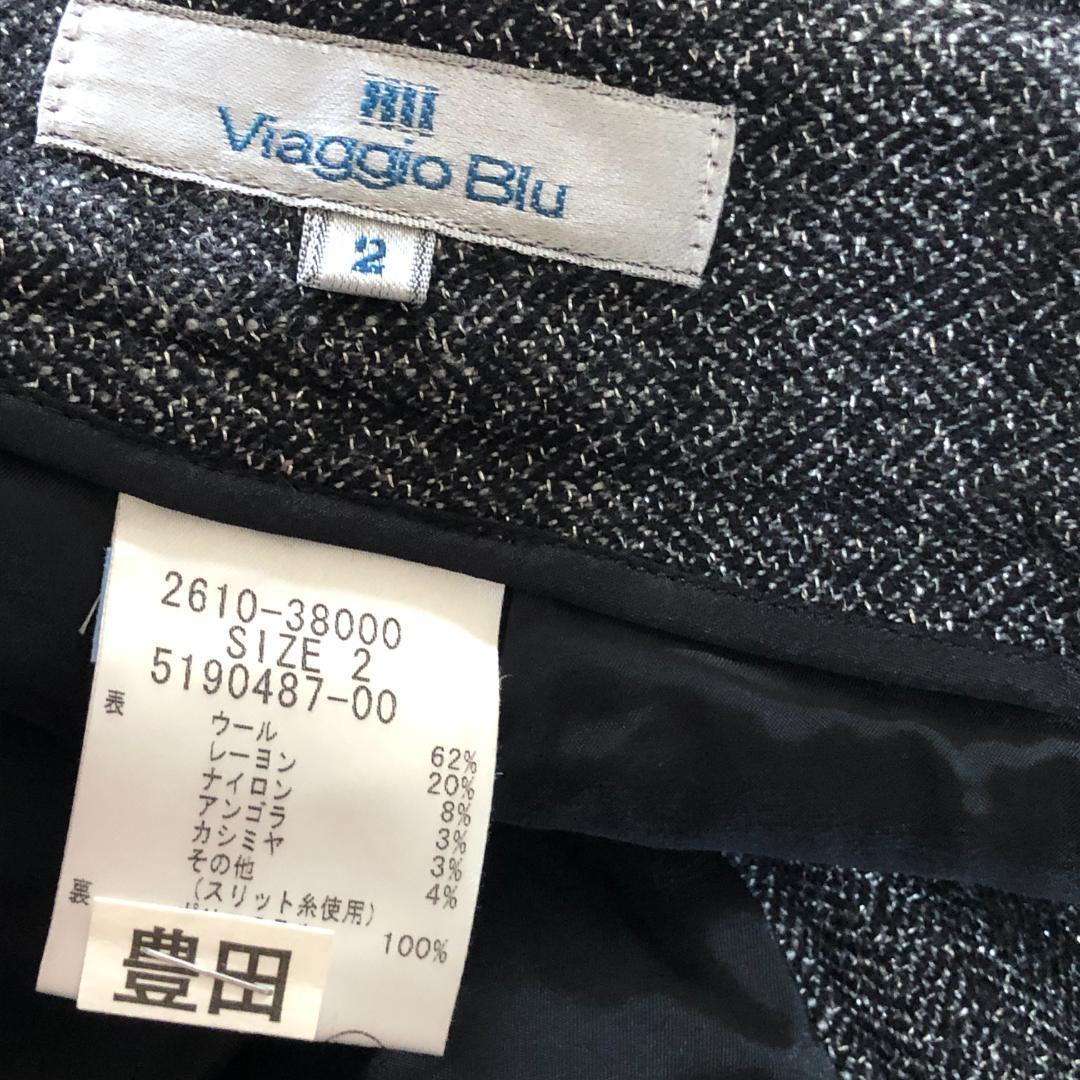 Viaggio Blu
2
2610-38000
SIZE 2
5190487-00
表
ウール 62%
レーヨン 20%
ナイロン 8%
アンゴラ 3%
カシミヤ 3%
その他 4%
(スリット糸使用)
裏 100%
豊田